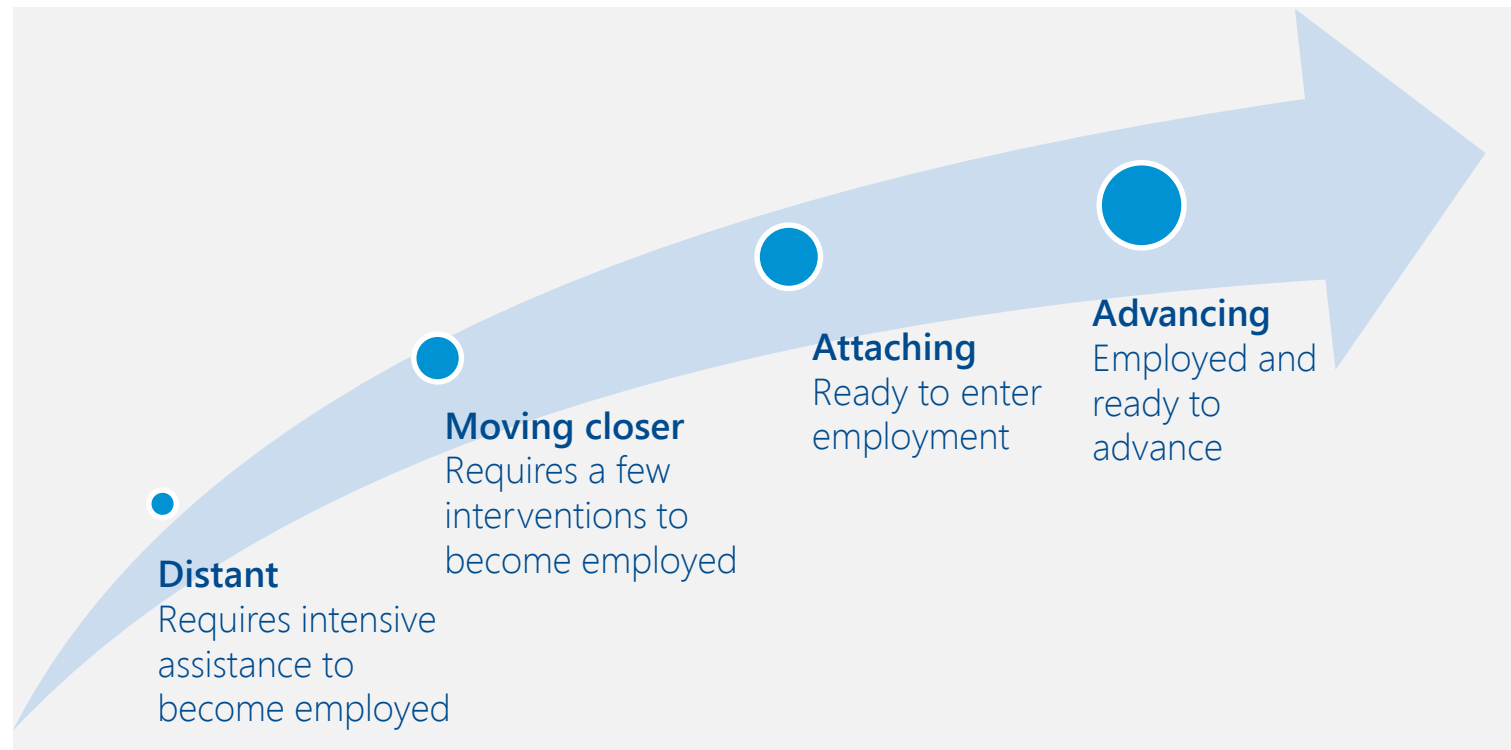 Distant
Requires intensive
assistance to
become employed
Moving closer
Requires a few
interventions to
become employed
Attaching
Ready to enter
employment
Advancing
Employed and
ready to
advance